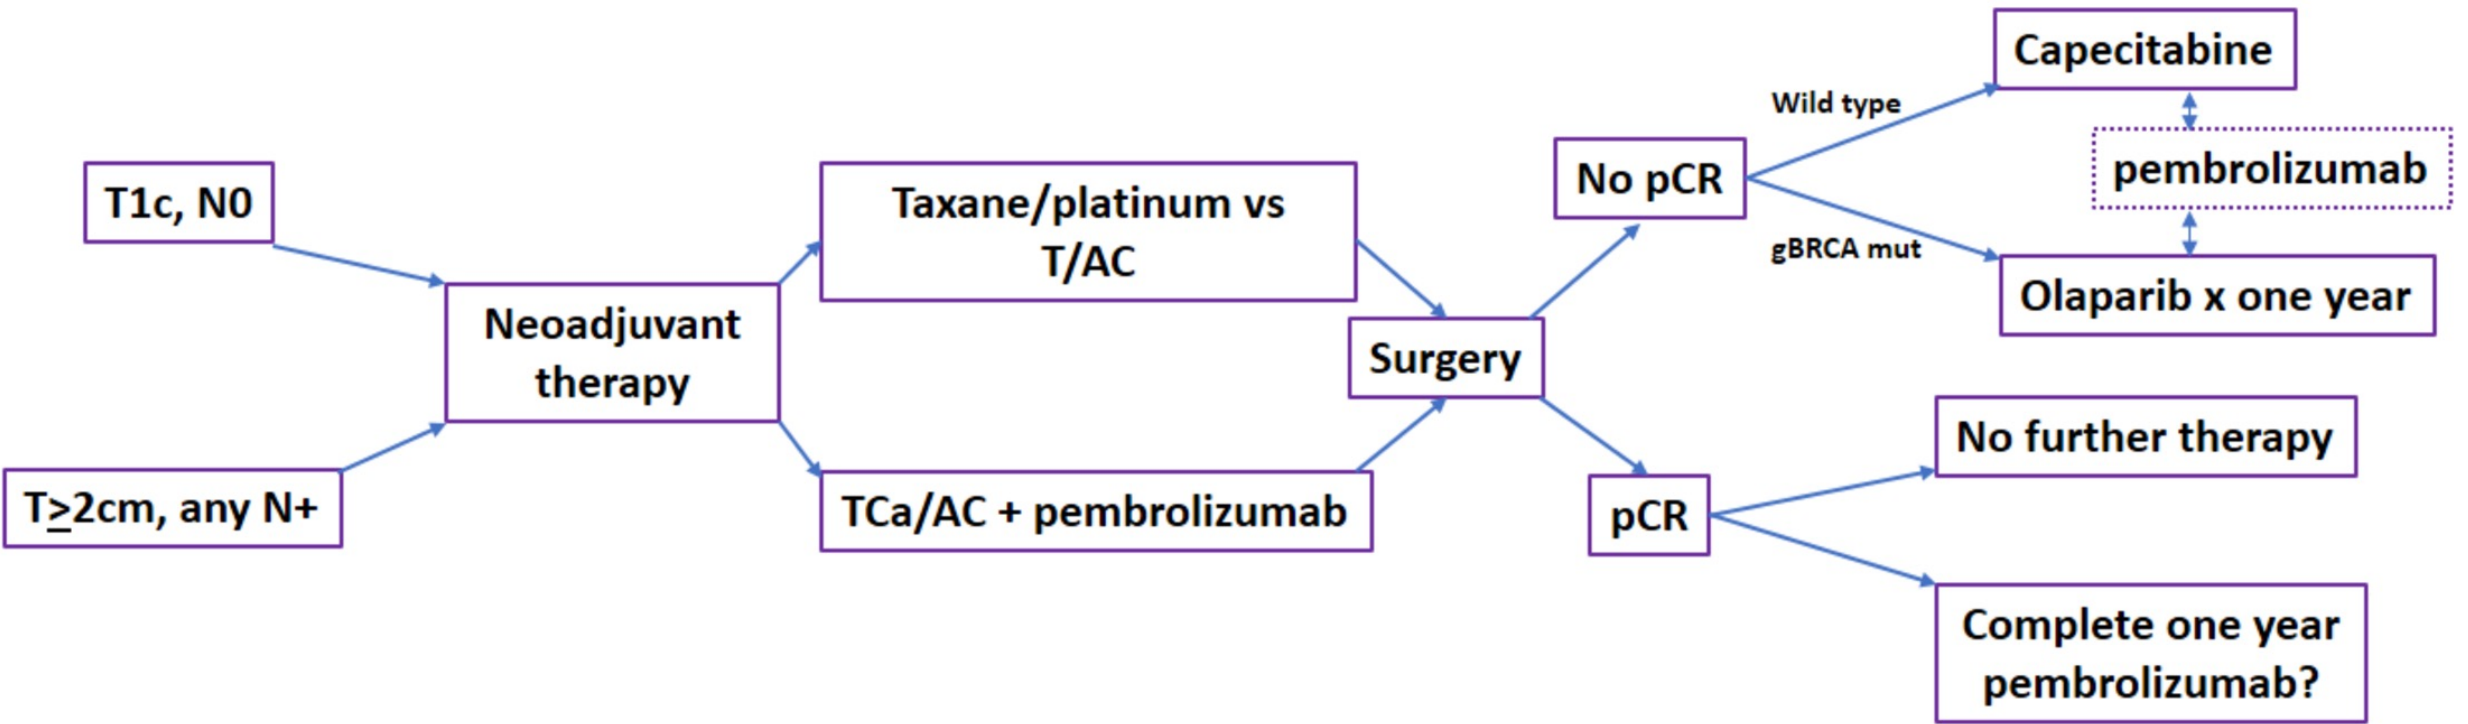 T1c, N0
T≥2cm, any N+
Neoadjuvant
therapy
Taxane/platinum vs
T/AC
TCa/AC + pembrolizumab
Surgery
No pCR
pCR
Wild type
gBRCA mut
Capecitabine
pembrolizumab
Olaparib x one year
No further therapy
Complete one year
pembrolizumab?